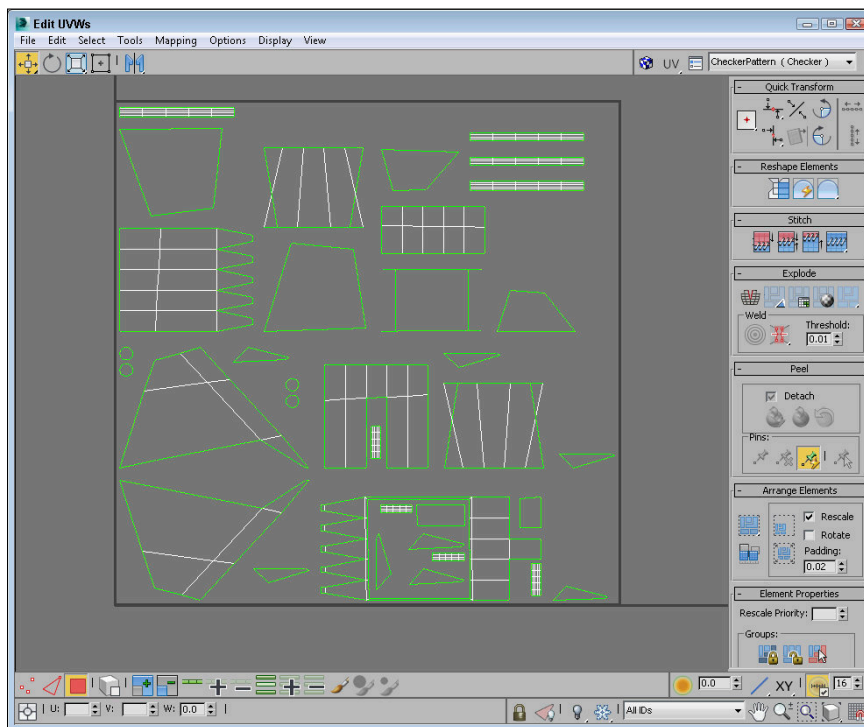 Edit UVWs
File Edit Select Tools Mapping Options Display View
UV CheckerPattern ( Checker )
- Quick Transform
- Reshape Elements
- Stitch
- Explode
Weld
Threshold:
0.01
- Peel
Detach
Pins:
- Arrange Elements
Rescale
Rotate
Padding:
0.02
- Element Properties
Rescale Priority:
Groups:
0.0 XY 16
U: V: W: 0.0 All IDs